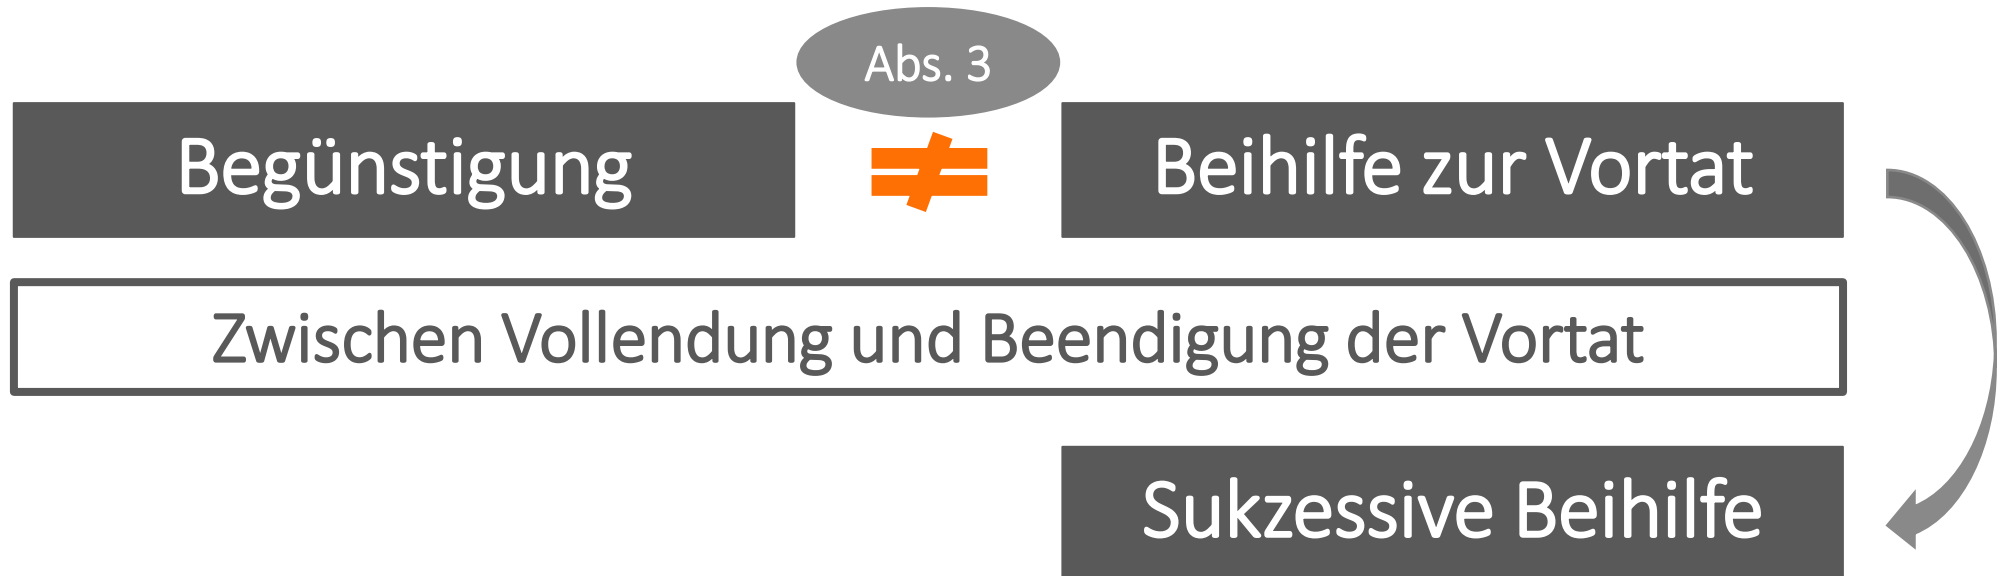 Abs. 3
Begünstigung ≠ Beihilfe zur Vortat
Zwischen Vollendung und Beendigung der Vortat
Sukzessive Beihilfe